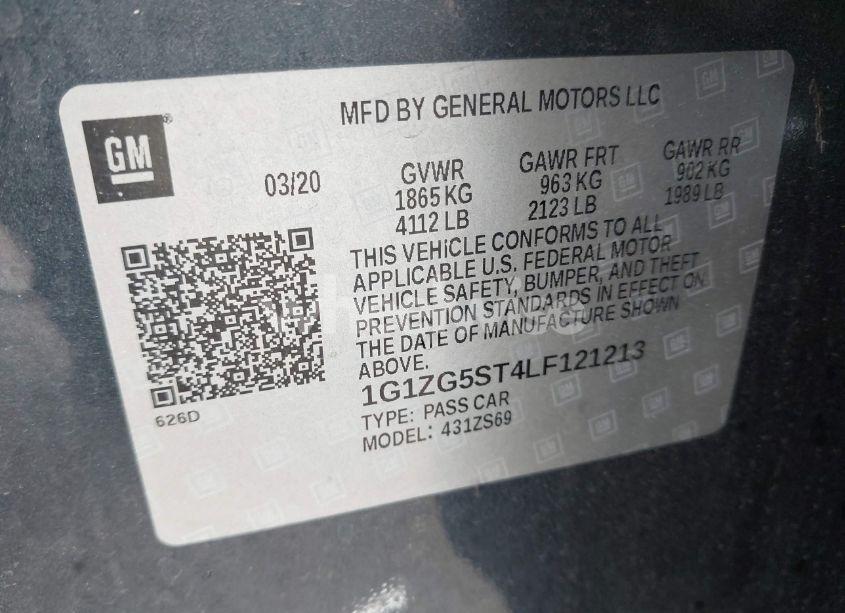 MFD BY GENERAL MOTORS LLC
GM®
03/20
GVWR
1865 KG
4112 LB
GAWR FRT
963 KG
2123 LB
GAWR RR
902 KG
1989 LB
THIS VEHICLE CONFORMS TO ALL
APPLICABLE U.S. FEDERAL MOTOR
VEHICLE SAFETY, BUMPER, AND THEFT
PREVENTION STANDARDS IN EFFECT ON
THE DATE OF MANUFACTURE SHOWN
ABOVE.
1G1ZG5ST4LF121213
TYPE: PASS CAR
MODEL: 431ZS69
626D